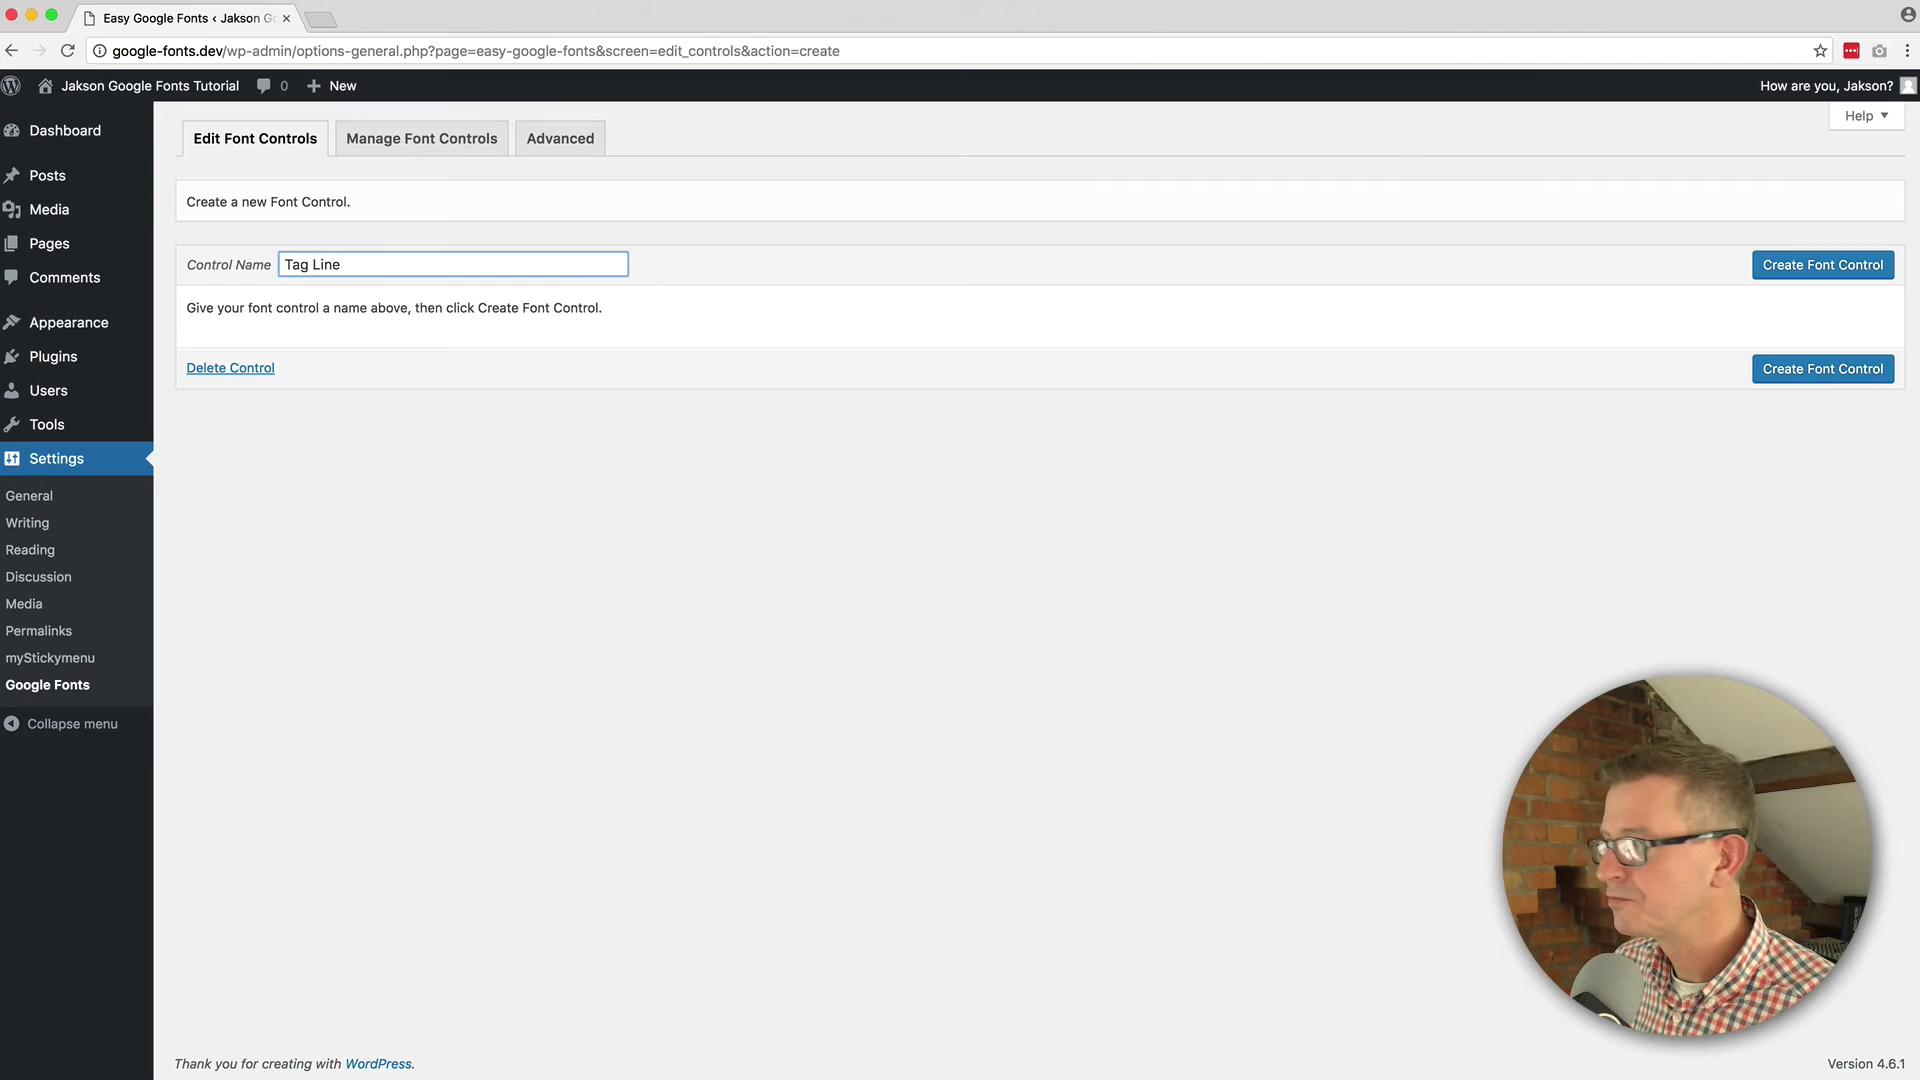 Easy Google Fonts ‹ Jakson Go
google-fonts.dev/wp-admin/options-general.php?page=easy-google-fonts&screen=edit_controls&action=create
Jakson Google Fonts Tutorial 0 New How are you, Jakson?
Help
Dashboard
Posts
Media
Pages
Comments
Appearance
Plugins
Users
Tools
Settings
General
Writing
Reading
Discussion
Media
Permalinks
myStickymenu
Google Fonts
Collapse menu
Edit Font Controls Manage Font Controls Advanced
Create a new Font Control.
Control Name Tag Line Create Font Control
Give your font control a name above, then click Create Font Control.
Delete Control Create Font Control
Thank you for creating with WordPress. Version 4.6.1